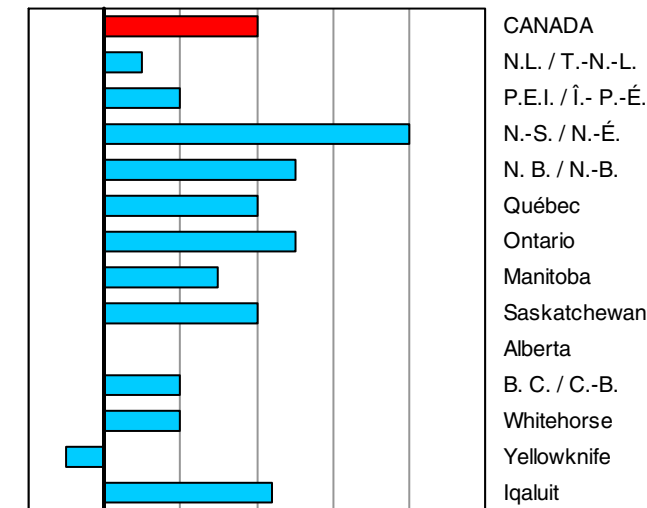 CANADA
N.L. / T.-N.-L.
P.E.I. / Î.- P.-É.
N.-S. / N.-É.
N. B. / N.-B.
Québec
Ontario
Manitoba
Saskatchewan
Alberta
B. C. / C.-B.
Whitehorse
Yellowknife
Iqaluit